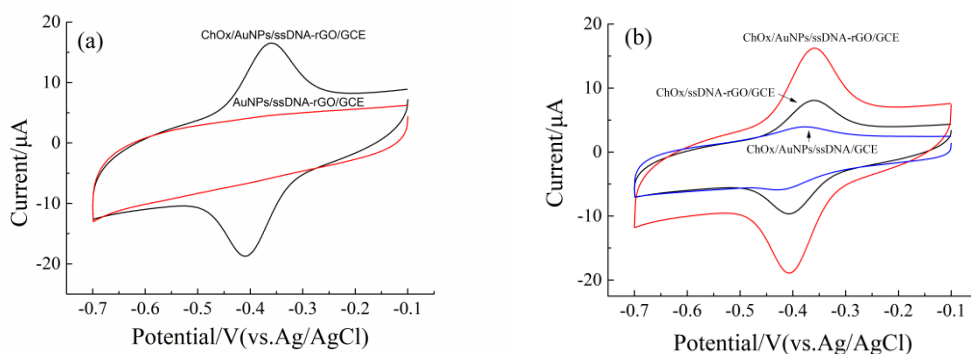 (a)
ChOx/AuNPs/ssDNA-rGO/GCE
AuNPs/ssDNA-rGO/GCE
20
10
0
-10
-20
Current/μA
-0.7 -0.6 -0.5 -0.4 -0.3 -0.2 -0.1
Potential/V(vs.Ag/AgCl)
(b)
ChOx/AuNPs/ssDNA-rGO/GCE
ChOx/ssDNA-rGO/GCE
ChOx/AuNPs/ssDNA/GCE
20
10
0
-10
-20
Current/μA
-0.7 -0.6 -0.5 -0.4 -0.3 -0.2 -0.1
Potential/V(vs.Ag/AgCl)